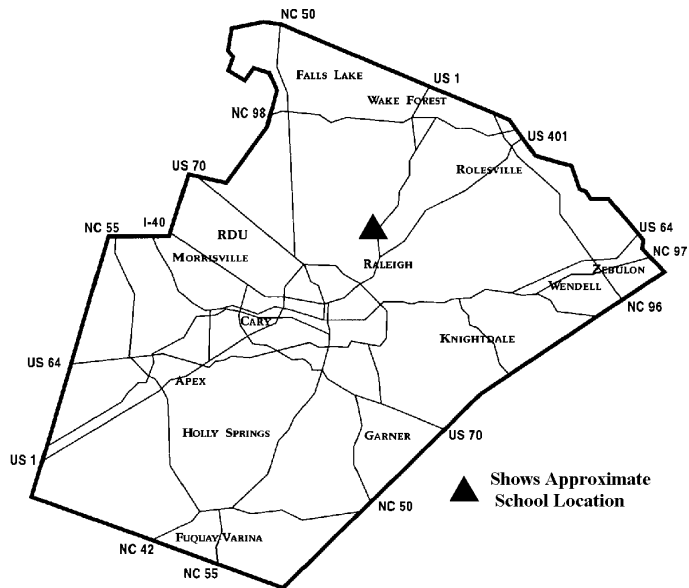 NC 50
FALLS LAKE
US 1
WAKE FOREST
NC 98
US 401
US 70
ROLESVILLE
I-40
NC 55
RDU
US 64
MORRISVILLE
RALEIGH
NC 97
ZEBULON
WENDELL
NC 96
CARY
KNIGHTDALE
US 64
APEX
HOLLY SPRINGS
GARNER
US 70
US 1
Shows Approximate
School Location
NC 50
FUQUAY VARINA
NC 42
NC 55